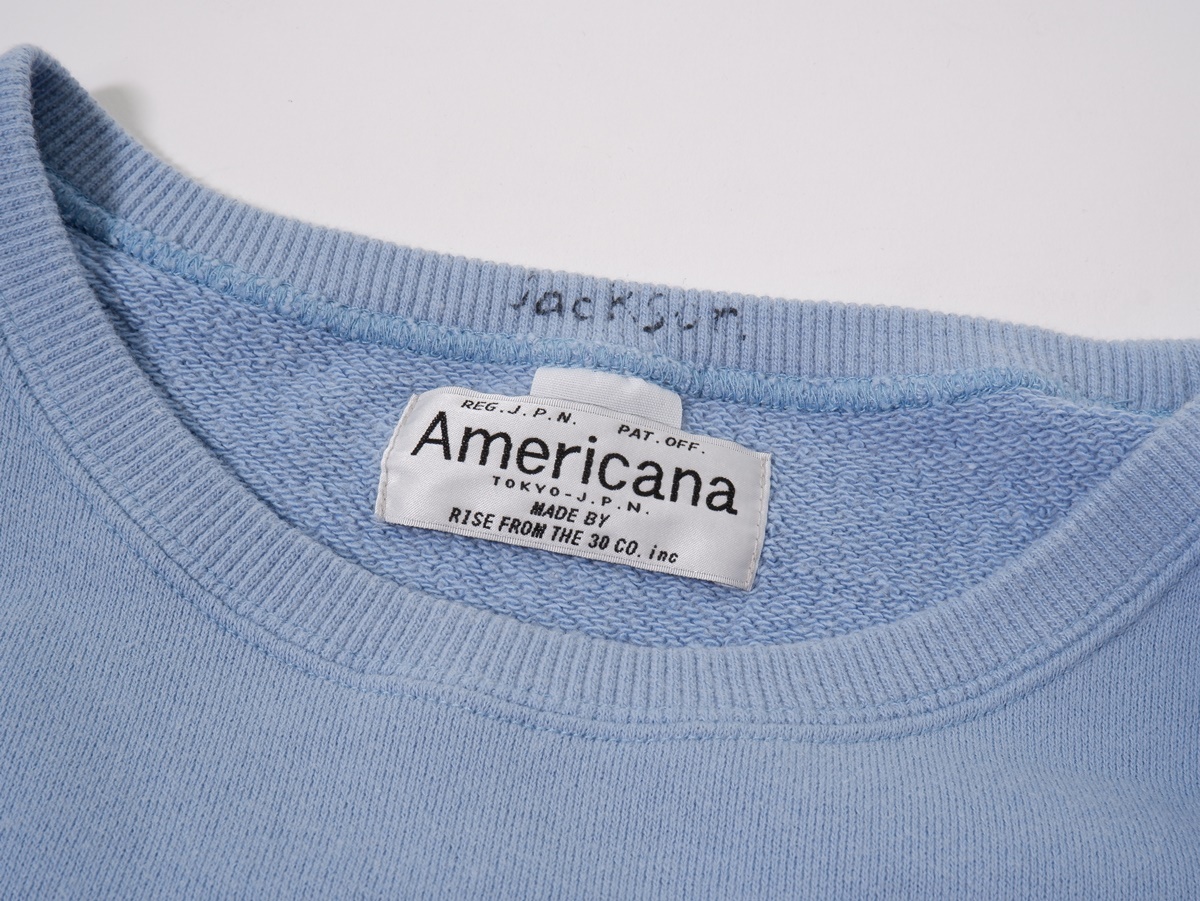 Jackson.
REG.J.P.N. PAT.OFF.
Americana
TOKYO-J.P.N.
MADE BY
RISE FROM THE 30 CO. inc